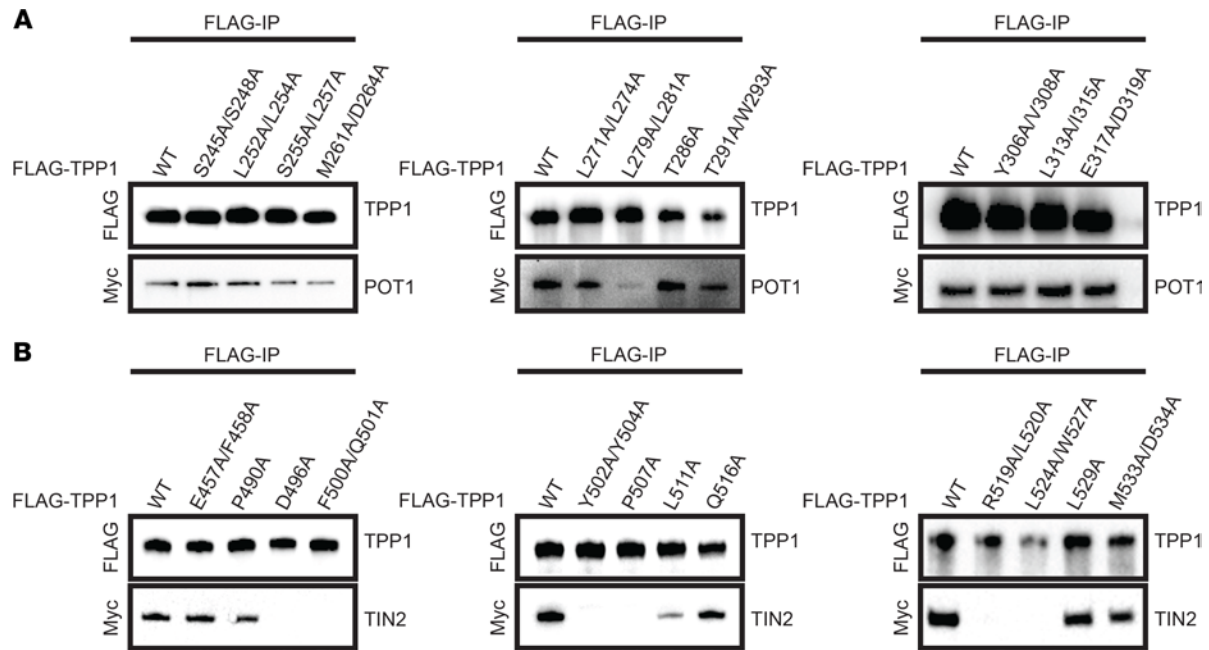 A
FLAG-IP
FLAG-TPP1
WT
S245A/S248A
L252A/L254A
S255A/L257A
M261A/D264A
FLAG
TPP1
Myc
POT1
FLAG-IP
FLAG-TPP1
WT
L271A/L274A
L279A/L281A
T286A
T291A/W293A
FLAG
TPP1
Myc
POT1
FLAG-IP
FLAG-TPP1
WT
Y306A/V308A
L313A/I315A
E317A/D319A
FLAG
TPP1
Myc
POT1
B
FLAG-IP
FLAG-TPP1
WT
E457A/F458A
P490A
D496A
F500A/Q501A
FLAG
TPP1
Myc
TIN2
FLAG-IP
FLAG-TPP1
WT
Y502A/Y504A
P507A
L511A
Q516A
FLAG
TPP1
Myc
TIN2
FLAG-IP
FLAG-TPP1
WT
R519A/L520A
L524A/W527A
L529A
M533A/D534A
FLAG
TPP1
Myc
TIN2